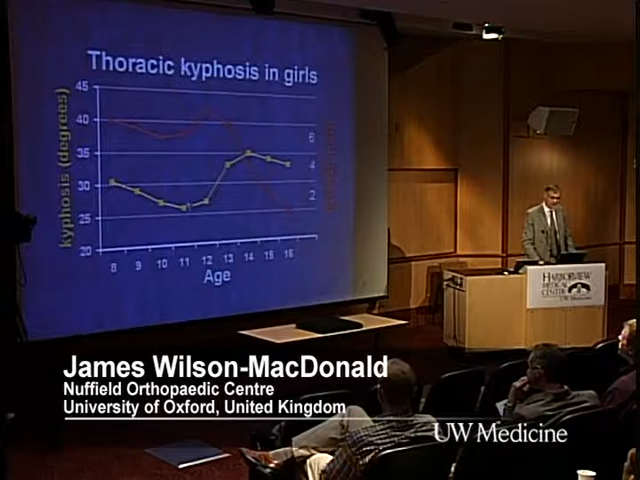 Thoracic kyphosis in girls
kyphosis (degrees)
45
40
35
30
25
20
6
4
2
8 9 10 11 12 13 14 15 16
Age
HARBORVIEW
MEDICAL
CENTER
UW Medicine
James Wilson-MacDonald
Nuffield Orthopaedic Centre
University of Oxford, United Kingdom
UW Medicine